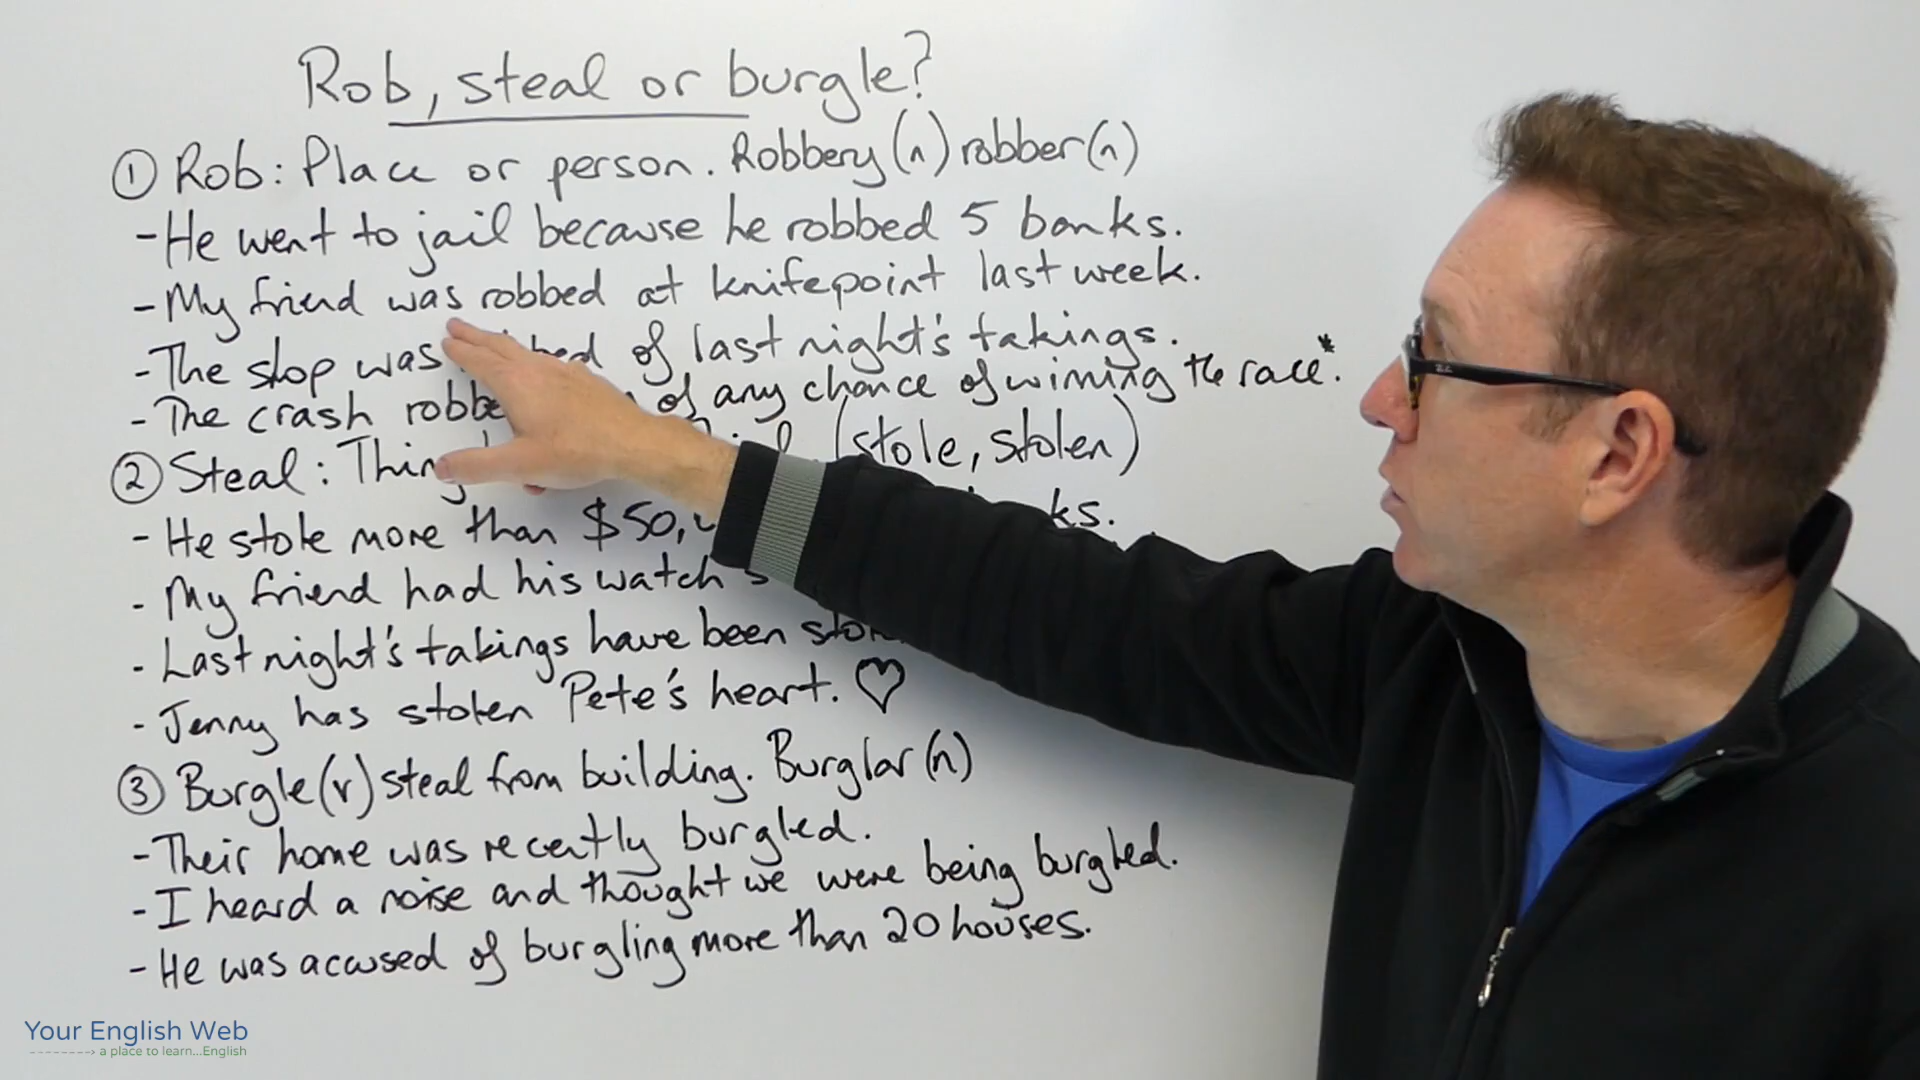 Rob, steal or burgle?
① Rob: Place or person. Robbery (n) robber (n)
- He went to jail because he robbed 5 banks.
- My friend was robbed at knifepoint last week.
- The shop was bed of last night's takings.
- The crash robbe of any chance of winning the race.*
② Steal: Thing (stole, stolen)
- He stole more than $50, ks.
- My friend had his watch s
- Last night's takings have been stol
- Jenny has stolen Pete's heart. ♡
③ Burgle (v) steal from building. Burglar (n)
- Their home was recently burgled.
- I heard a noise and thought we were being burgled.
- He was accused of burgling more than 20 houses.
Your English Web
a place to learn...English